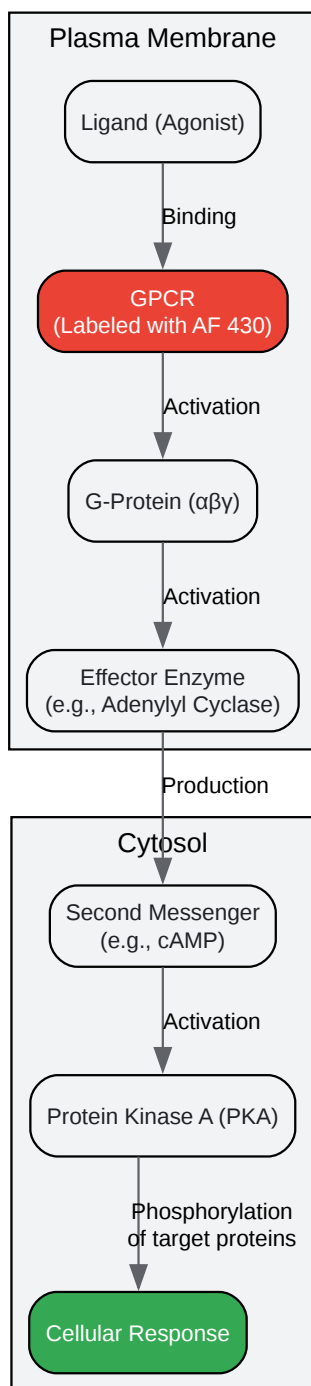 Plasma Membrane
Ligand (Agonist)
Binding
GPCR
(Labeled with AF 430)
Activation
G-Protein (αβγ)
Activation
Effector Enzyme
(e.g., Adenylyl Cyclase)
Production
Cytosol
Second Messenger
(e.g., cAMP)
Activation
Protein Kinase A (PKA)
Phosphorylation
of target proteins
Cellular Response